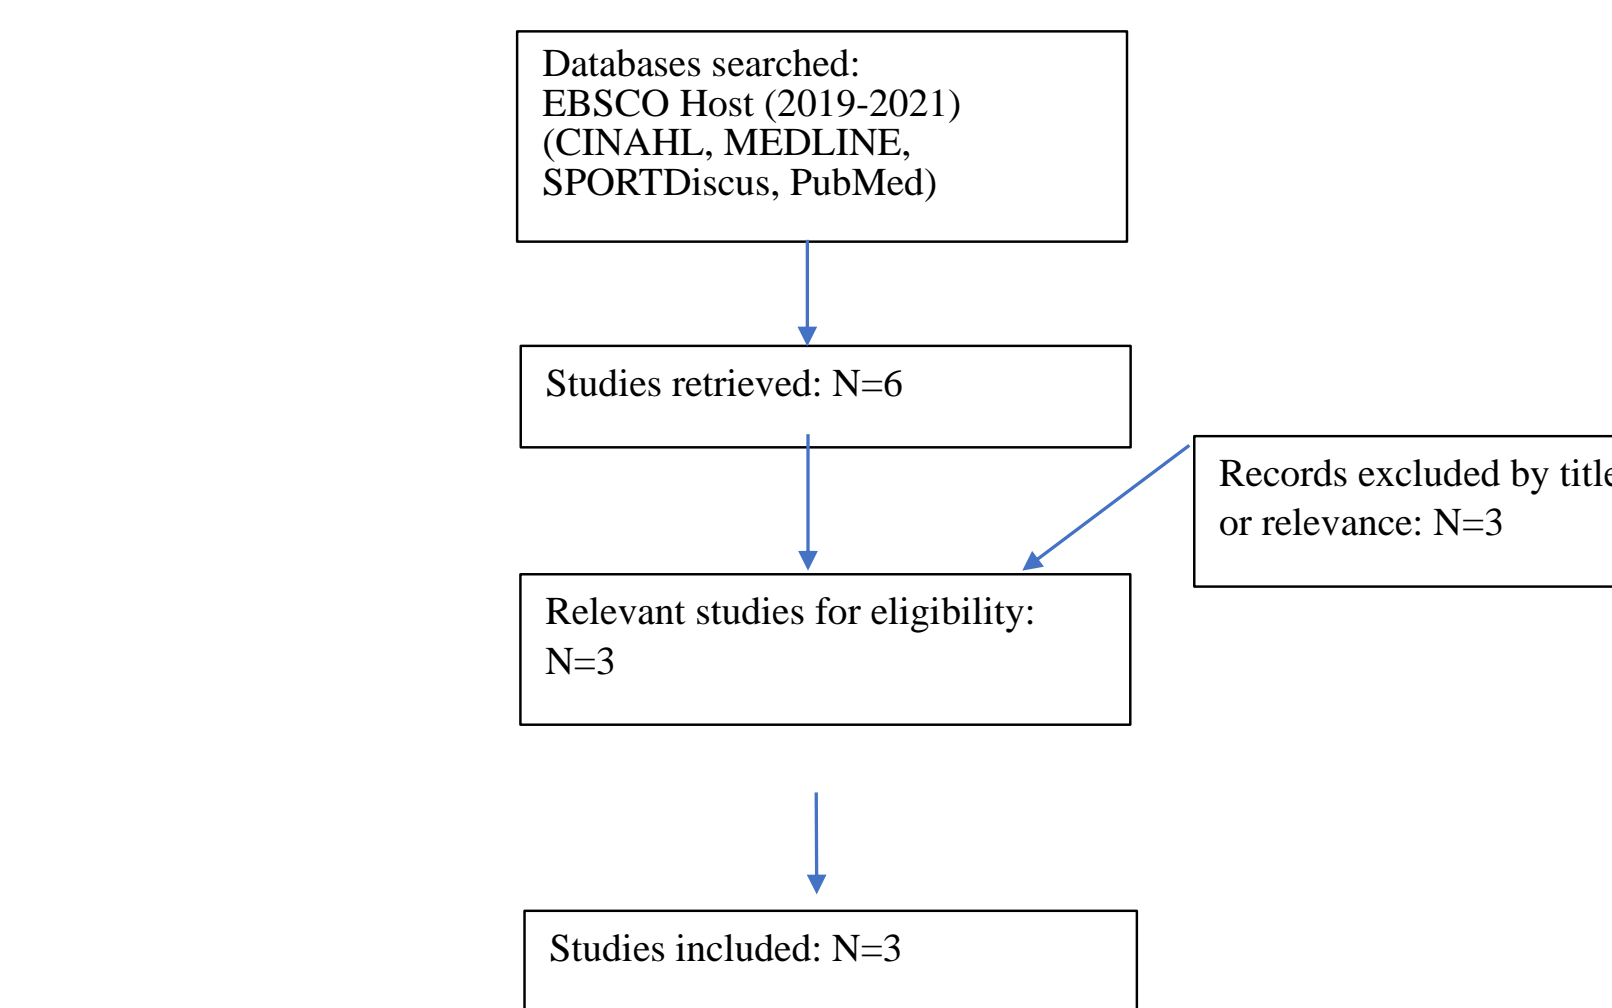 Databases searched:
EBSCO Host (2019-2021)
(CINAHL, MEDLINE,
SPORTDiscus, PubMed)
Studies retrieved: N=6
Records excluded by title
or relevance: N=3
Relevant studies for eligibility:
N=3
Studies included: N=3